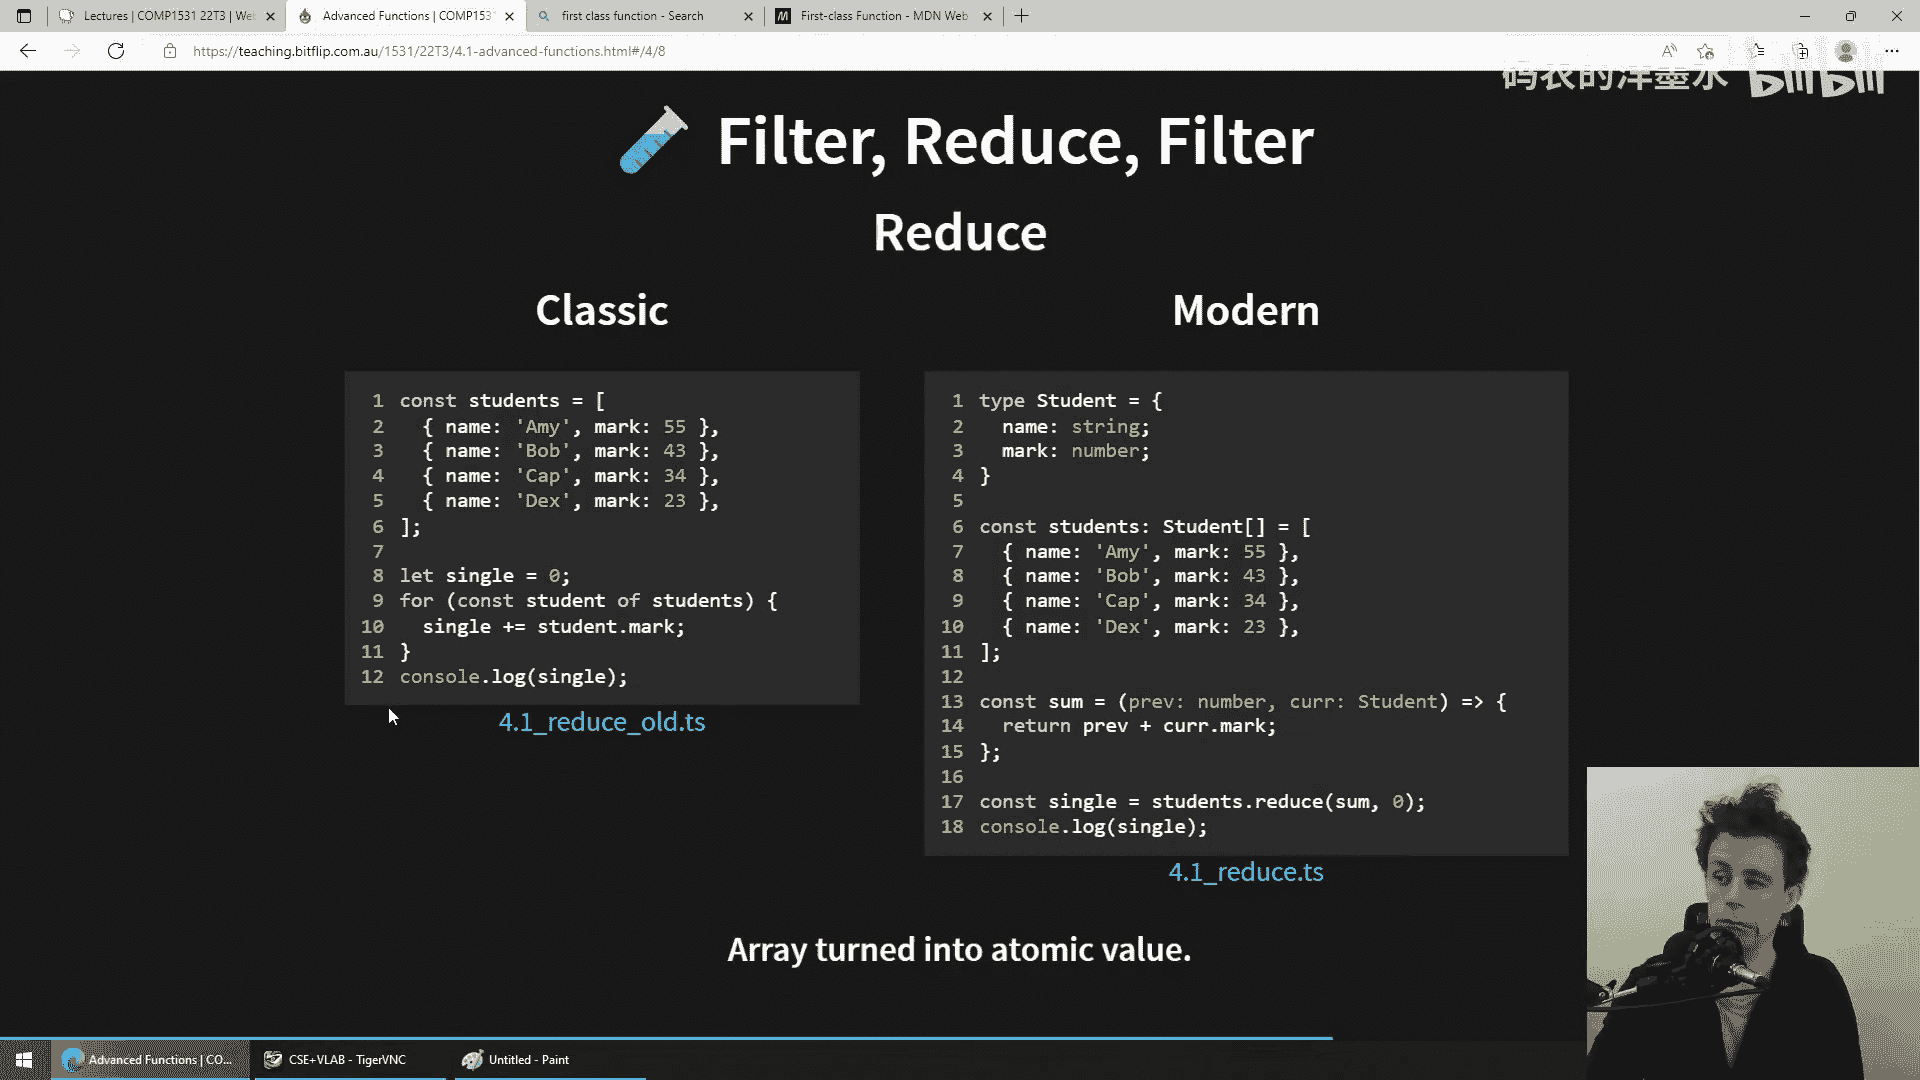 Lectures | COMP1531 22T3 | We
Advanced Functions | COMP153
first class function - Search
First-class Function - MDN Web
https://teaching.bitflip.com.au/1531/22T3/4.1-advanced-functions.html#/4/8
码农的洋墨水 bilibili
Filter, Reduce, Filter
Reduce
Classic
1 const students = [
2 { name: 'Amy', mark: 55 },
3 { name: 'Bob', mark: 43 },
4 { name: 'Cap', mark: 34 },
5 { name: 'Dex', mark: 23 },
6 ];
7
8 let single = 0;
9 for (const student of students) {
10 single += student.mark;
11 }
12 console.log(single);
4.1_reduce_old.ts
Modern
1 type Student = {
2 name: string;
3 mark: number;
4 }
5
6 const students: Student[] = [
7 { name: 'Amy', mark: 55 },
8 { name: 'Bob', mark: 43 },
9 { name: 'Cap', mark: 34 },
10 { name: 'Dex', mark: 23 },
11 ];
12
13 const sum = (prev: number, curr: Student) => {
14 return prev + curr.mark;
15 };
16
17 const single = students.reduce(sum, 0);
18 console.log(single);
4.1_reduce.ts
Array turned into atomic value.
Advanced Functions | CO...
CSE+VLAB - TigerVNC
Untitled - Paint